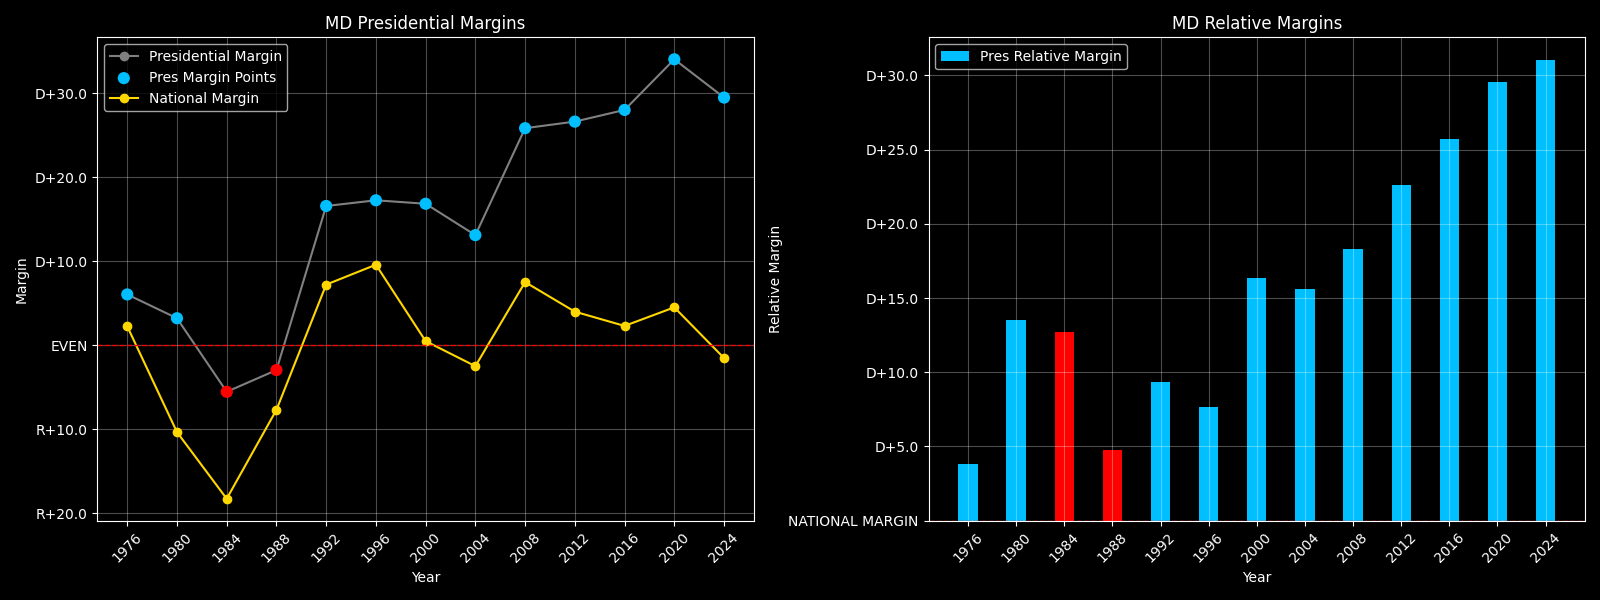 MD Presidential Margins
Presidential Margin
Pres Margin Points
National Margin
D+30.0
D+20.0
D+10.0
EVEN
R+10.0
R+20.0
Margin
1976
1980
1984
1988
1992
1996
2000
2004
2008
2012
2016
2020
2024
Year
MD Relative Margins
Pres Relative Margin
D+30.0
D+25.0
D+20.0
D+15.0
D+10.0
D+5.0
NATIONAL MARGIN
Relative Margin
1976
1980
1984
1988
1992
1996
2000
2004
2008
2012
2016
2020
2024
Year